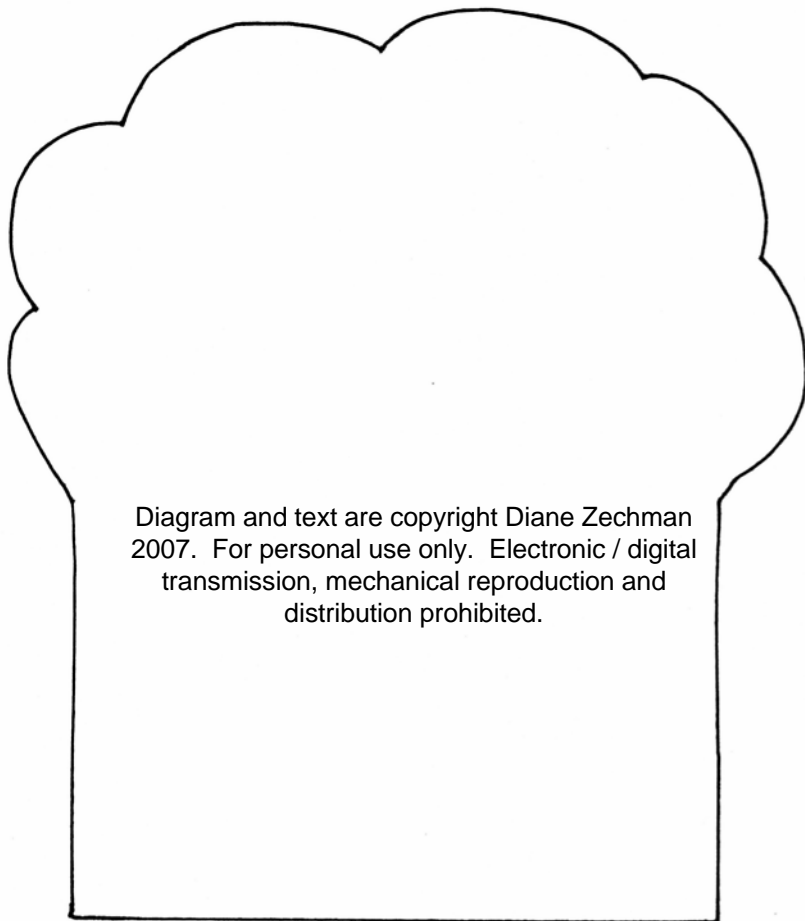 Diagram and text are copyright Diane Zechman
2007.  For personal use only.  Electronic / digital
transmission, mechanical reproduction and
distribution prohibited.